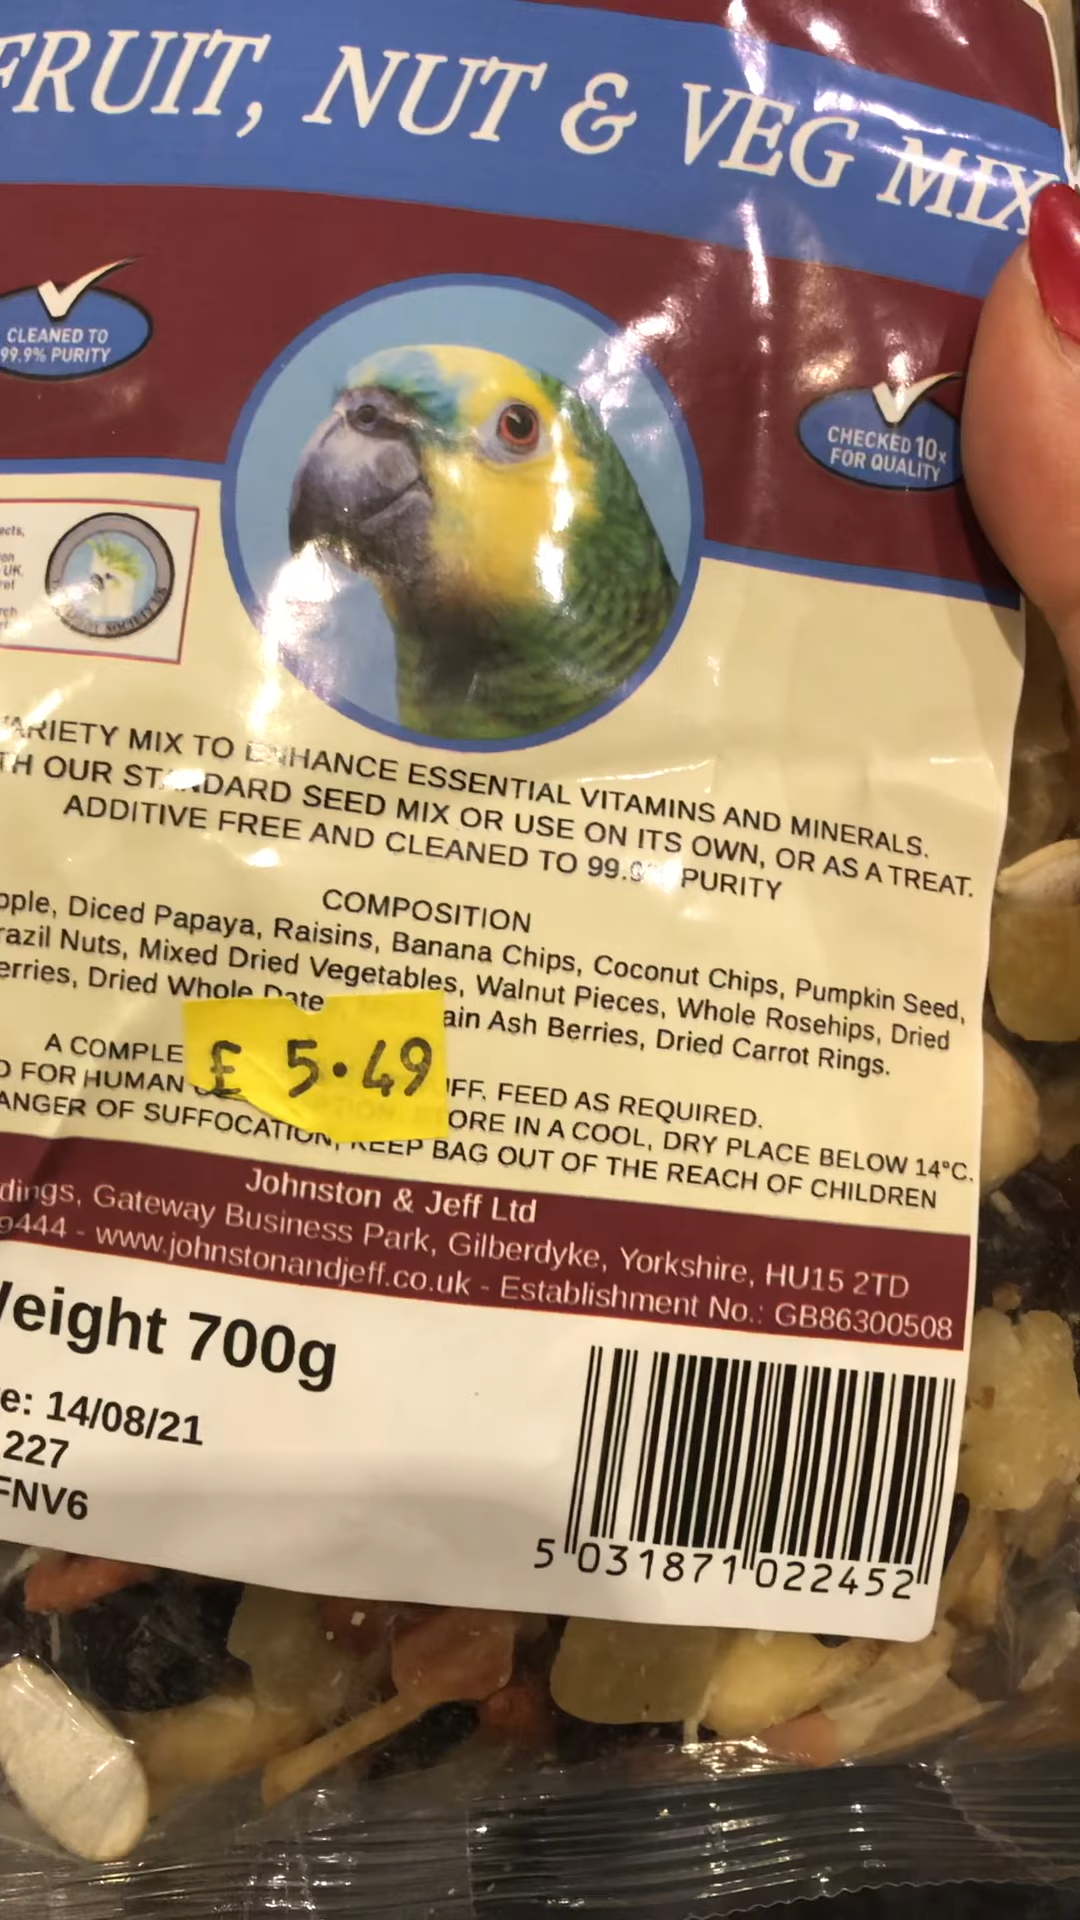 FRUIT, NUT & VEG MIX
CLEANED TO
99.9% PURITY
CHECKED 10x
FOR QUALITY
UK,
SOCIETY
VARIETY MIX TO ENHANCE ESSENTIAL VITAMINS AND MINERALS.
TH OUR STANDARD SEED MIX OR USE ON ITS OWN, OR AS A TREAT.
ADDITIVE FREE AND CLEANED TO 99.9% PURITY
COMPOSITION
pple, Diced Papaya, Raisins, Banana Chips, Coconut Chips, Pumpkin Seed,
razil Nuts, Mixed Dried Vegetables, Walnut Pieces, Whole Rosehips, Dried
erries, Dried Whole Date ain Ash Berries, Dried Carrot Rings.
A COMPLE IFF. FEED AS REQUIRED.
D FOR HUMAN ORE IN A COOL, DRY PLACE BELOW 14°C.
ANGER OF SUFFOCATION, KEEP BAG OUT OF THE REACH OF CHILDREN
£ 5.49
Johnston & Jeff Ltd
dings, Gateway Business Park, Gilberdyke, Yorkshire, HU15 2TD
9444 - www.johnstonandjeff.co.uk - Establishment No.: GB86300508
Weight 700g
e: 14/08/21
227
FNV6
5 031871 022452